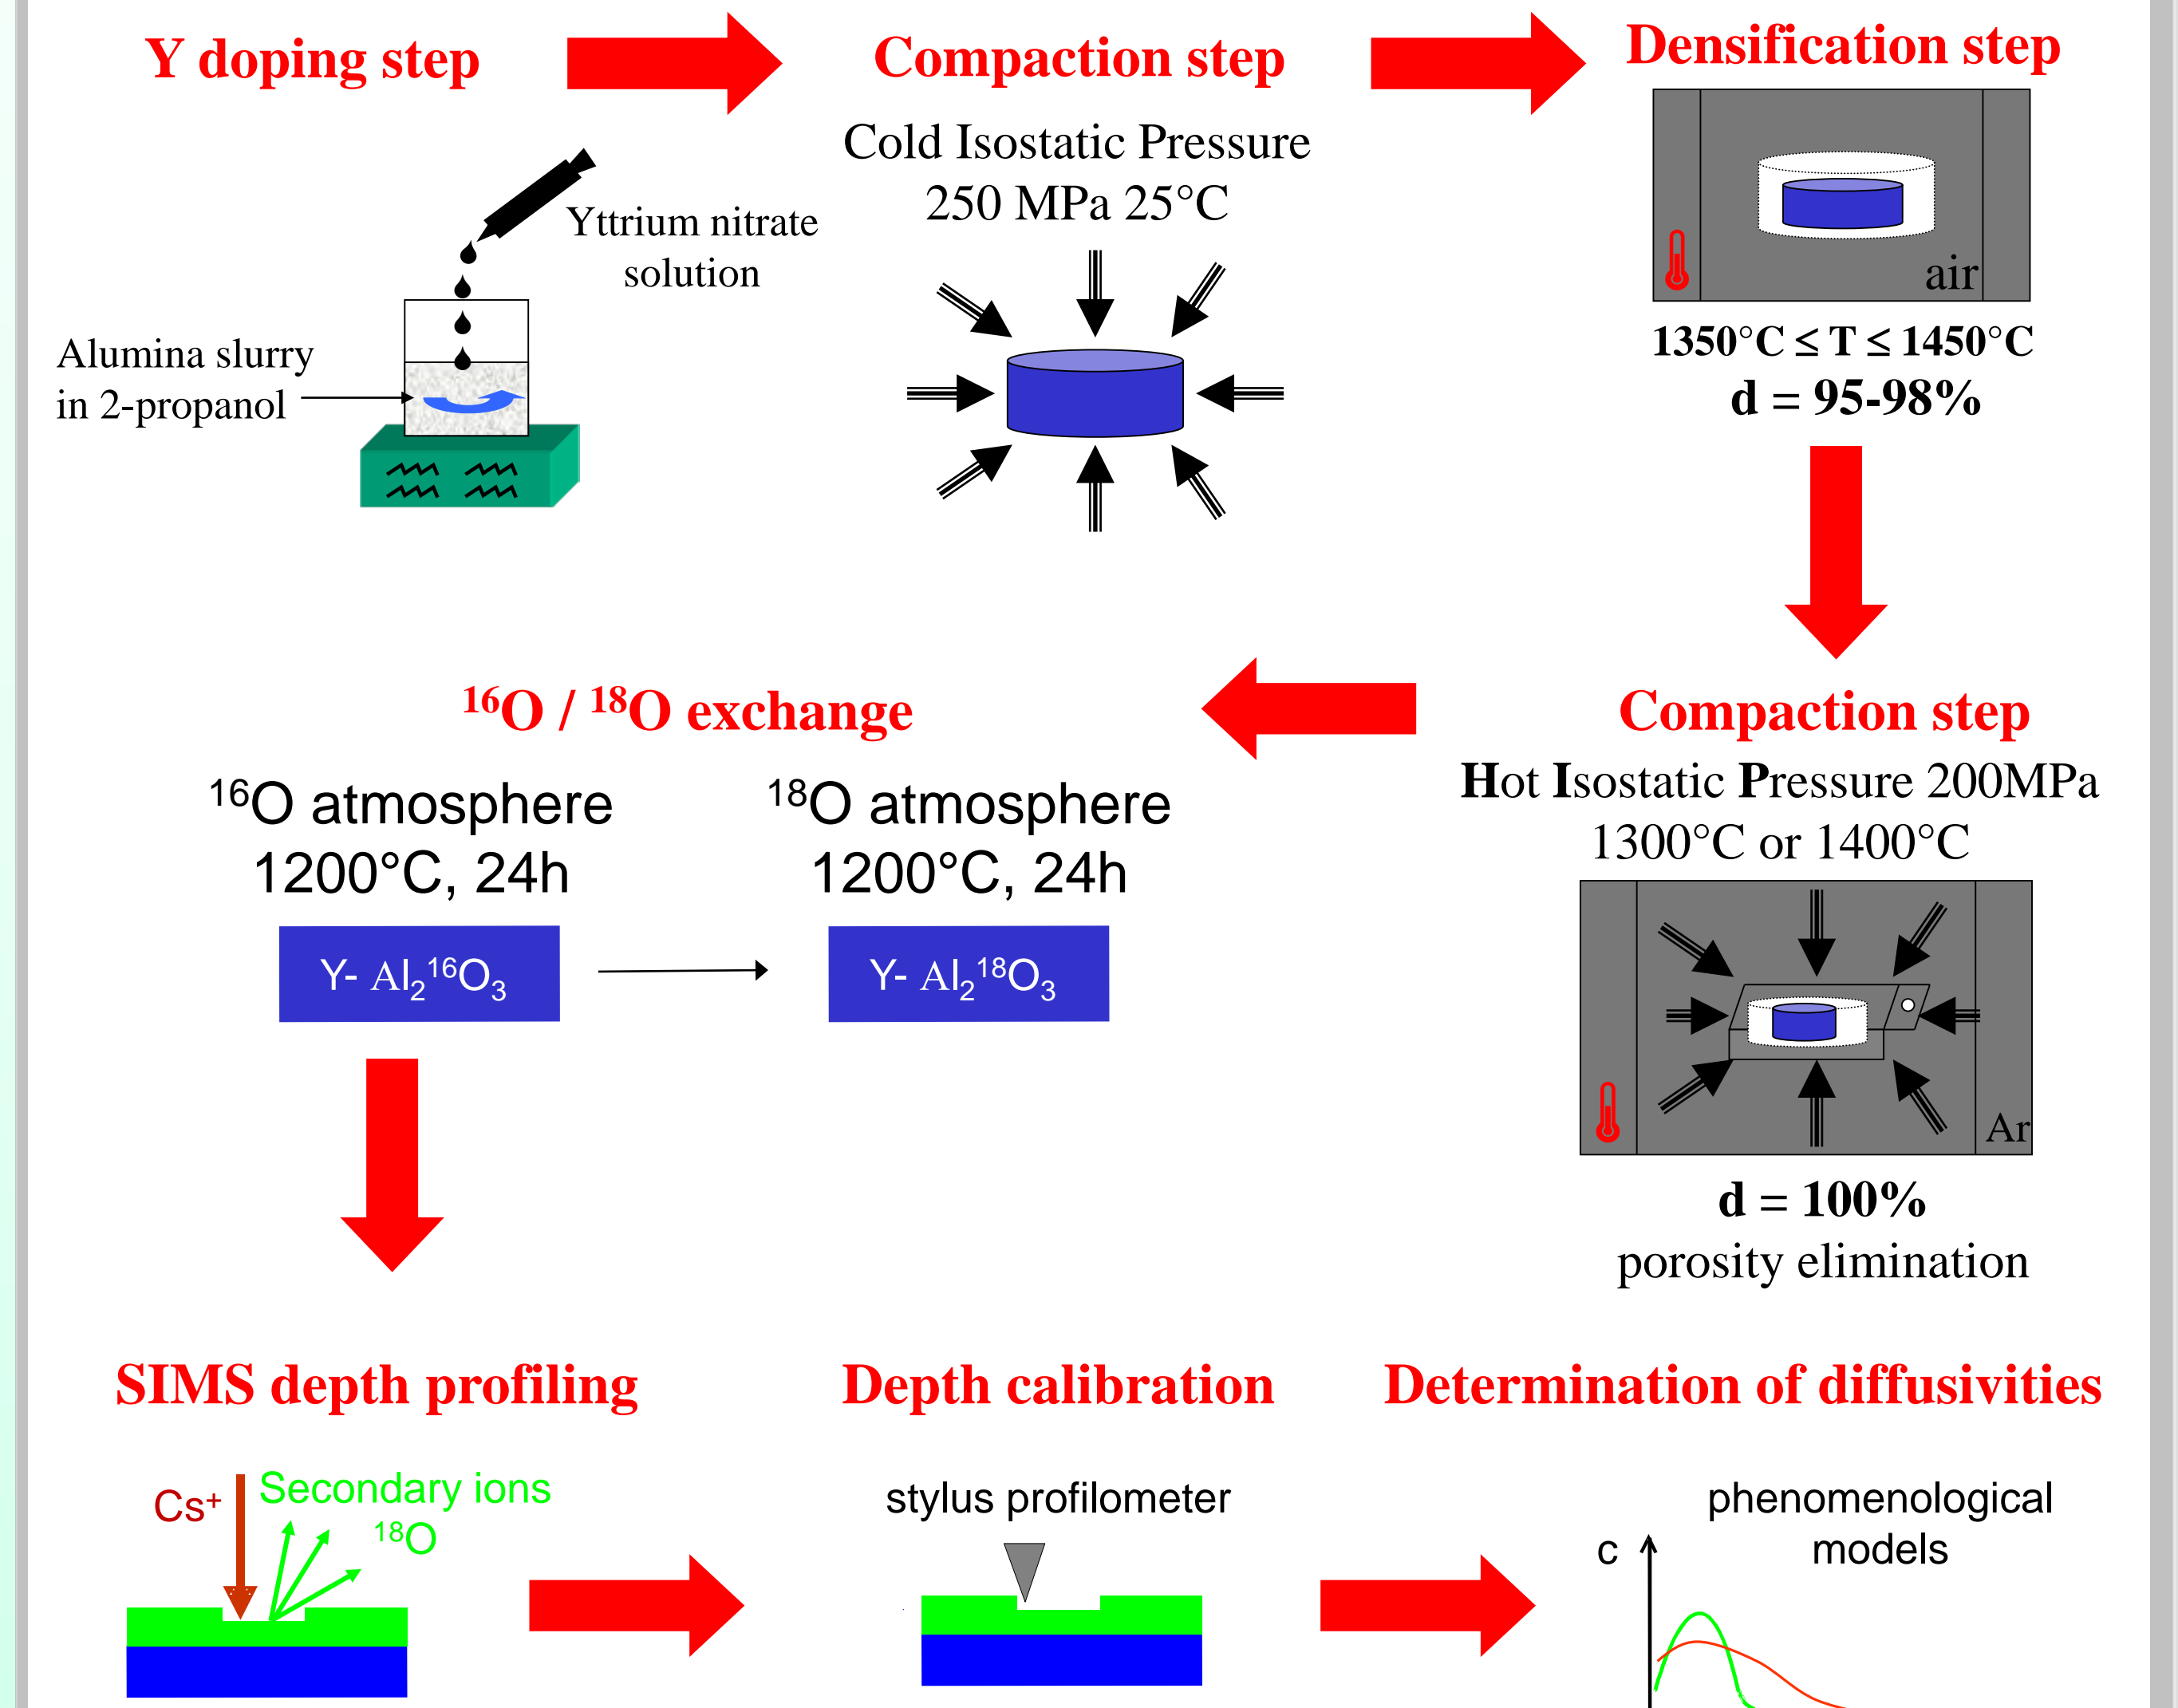 Y doping step
Yttrium nitrate
solution
Alumina slurry
in 2-propanol
Compaction step
Cold Isostatic Pressure
250 MPa 25°C
Densification step
air
1350°C ≤ T ≤ 1450°C
d = 95-98%
Compaction step
Hot Isostatic Pressure 200MPa
1300°C or 1400°C
Ar
d = 100%
porosity elimination
¹⁶O / ¹⁸O exchange
¹⁶O atmosphere
1200°C, 24h
Y- Al₂¹⁶O₃
¹⁸O atmosphere
1200°C, 24h
Y- Al₂¹⁸O₃
SIMS depth profiling
Cs⁺
Secondary ions
¹⁸O
Depth calibration
stylus profilometer
Determination of diffusivities
phenomenological
models
c